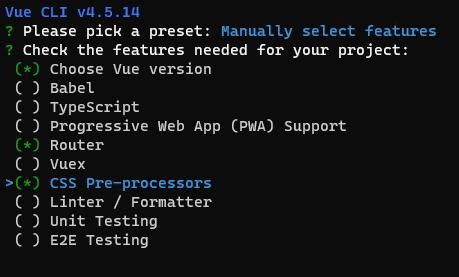 Vue CLI v4.5.14
? Please pick a preset: Manually select features
? Check the features needed for your project:
(*) Choose Vue version
( ) Babel
( ) TypeScript
( ) Progressive Web App (PWA) Support
(*) Router
( ) Vuex
>(*) CSS Pre-processors
( ) Linter / Formatter
( ) Unit Testing
( ) E2E Testing